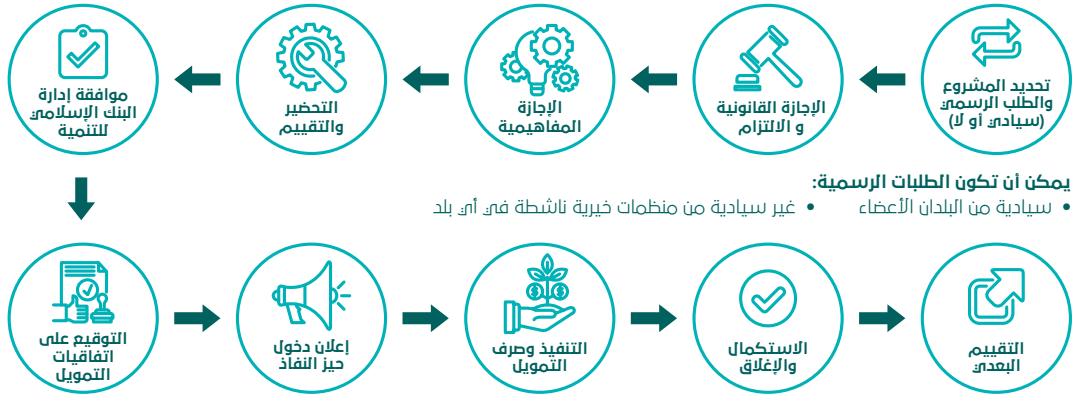 تحديد المشروع
والطلب الرسمي
(سيادي أو لا)
الإجازة القانونية
و الالتزام
الإجازة
المفاهيمية
التحضير
والتقييم
موافقة إدارة
البنك الإسلامي
للتنمية
يمكن أن تكون الطلبات الرسمية:
• سيادية من البلدان الأعضاء • غير سيادية من منظمات خيرية ناشطة في أي بلد
التوقيع على
اتفاقيات
التمويل
إعلان دخول
حيز النفاذ
التنفيذ وصرف
التمويل
الاستكمال
والإغلاق
التقييم
البعدي